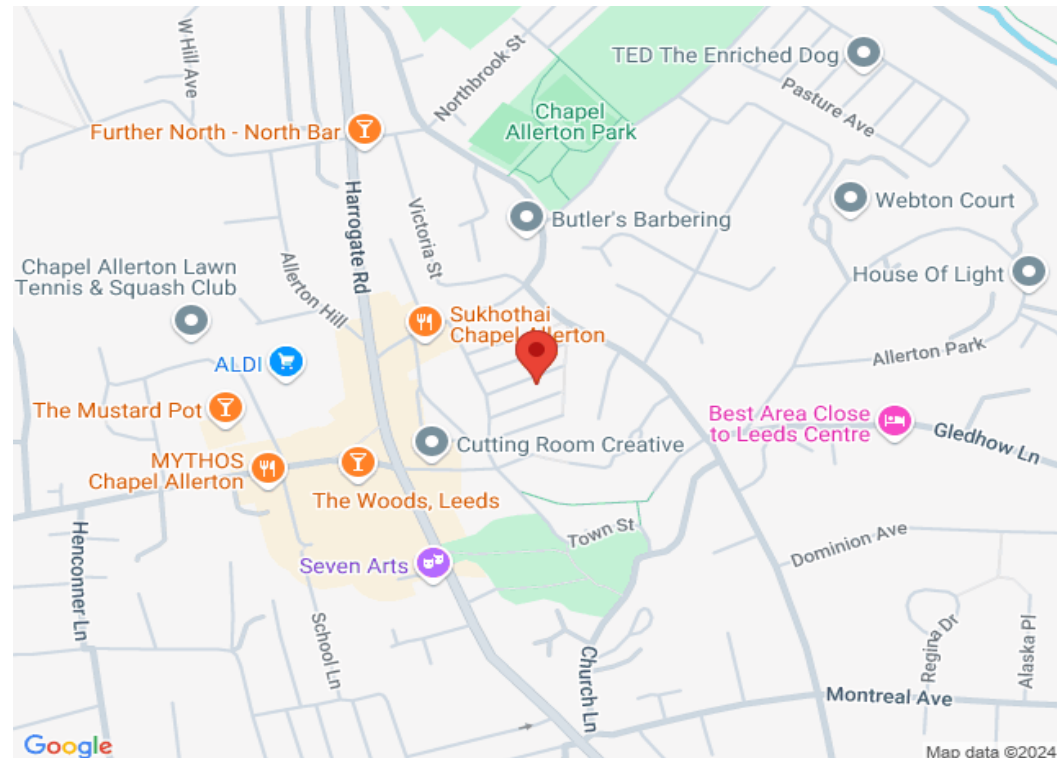 W Hill Ave
Northbrook St
TED The Enriched Dog
Pasture Ave
Chapel
Allerton Park
Further North - North Bar
Harrogate Rd
Victoria St
Butler's Barbering
Webton Court
Chapel Allerton Lawn
Tennis & Squash Club
Allerton Hill
House Of Light
Sukhothai
Chapel Allerton
ALDI
Allerton Park
The Mustard Pot
Best Area Close
to Leeds Centre
Gledhow Ln
Cutting Room Creative
MYTHOS
Chapel Allerton
The Woods, Leeds
Henconner Ln
Town St
Dominion Ave
Seven Arts
School Ln
Church Ln
Regina Dr
Alaska Pl
Montreal Ave
Google
Map data ©2024